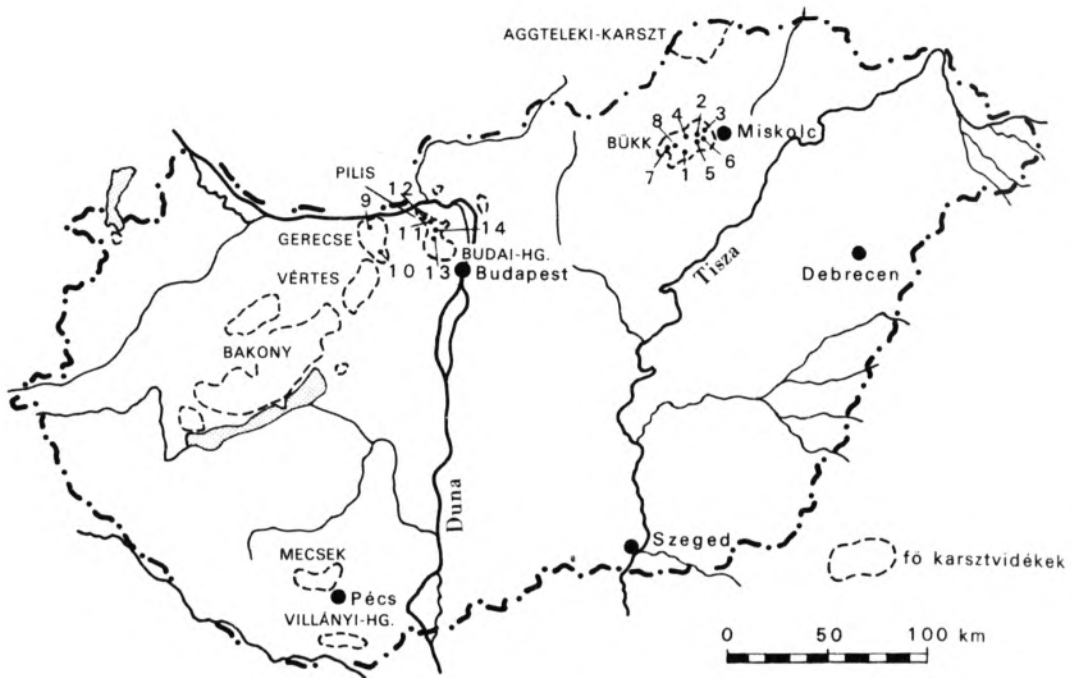 AGGTELEKI-KARSZT
2
8 4 3
Miskolc
BÜKK
7 1 5 6
PILIS 12
9
11 14
GERECSE
BUDAI-HG.
10 13
Budapest
VÉRTES
Tisza
Debrecen
BAKONY
Duna
Szeged
MECSEK
fő karsztvidékek
Pécs
VILLÁNYI-HG.
0 50 100 km